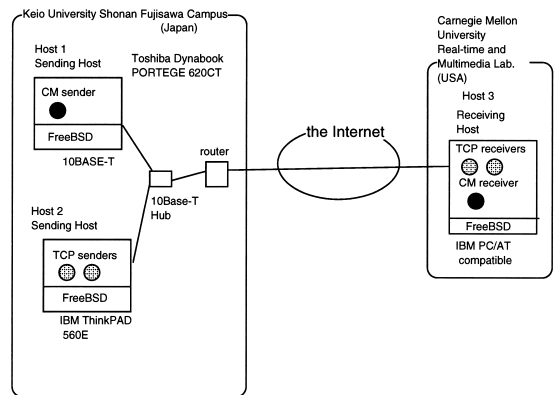 Keio University Shonan Fujisawa Campus
(Japan)
Host 1
Sending Host
Toshiba Dynabook
PORTEGE 620CT
CM sender
FreeBSD
10BASE-T
router
10Base-T
Hub
Host 2
Sending Host
TCP senders
FreeBSD
IBM ThinkPAD
560E
the Internet
Carnegie Mellon
University
Real-time and
Multimedia Lab.
(USA)
Host 3
Receiving
Host
TCP receivers
CM receiver
FreeBSD
IBM PC/AT
compatible